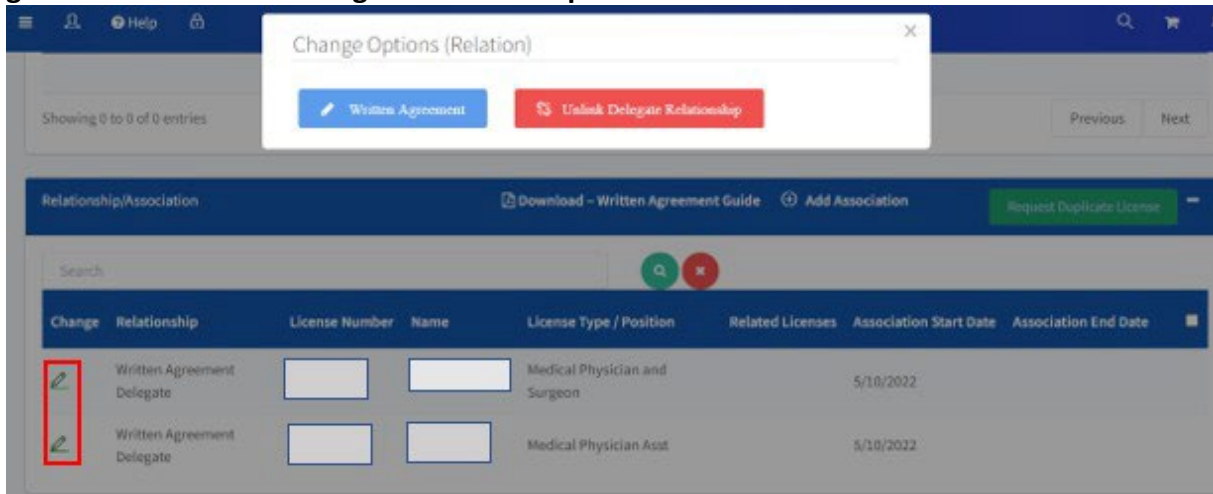 Help
Change Options (Relation)
Written Agreement
Unlink Delegate Relationship
Showing 0 to 0 of 0 entries
Previous Next
Relationship/Association Download – Written Agreement Guide Add Association Request Duplicate License
Search
Change Relationship License Number Name License Type / Position Related Licenses Association Start Date Association End Date
Written Agreement Delegate Medical Physician and Surgeon 5/10/2022
Written Agreement Delegate Medical Physician Asst 5/10/2022